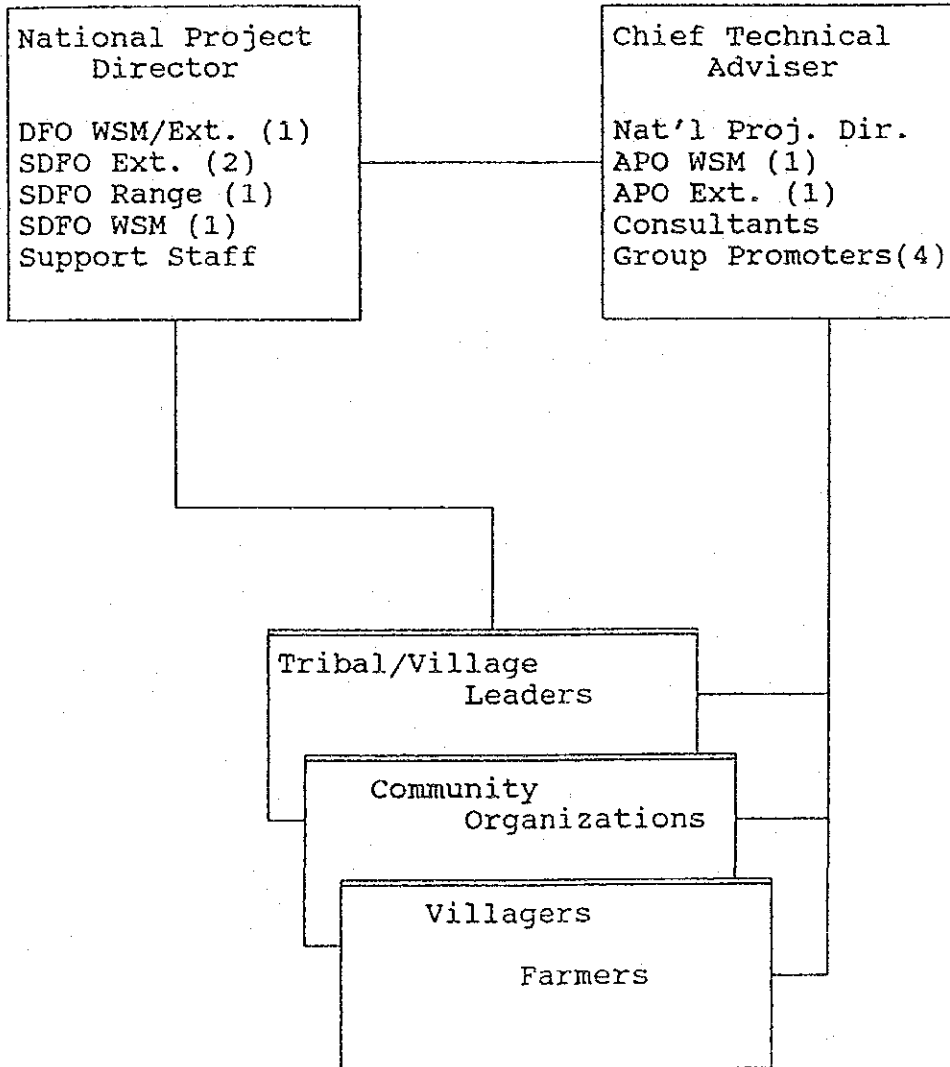 National Project
Director
DFO WSM/Ext. (1)
SDFO Ext. (2)
SDFO Range (1)
SDFO WSM (1)
Support Staff
Chief Technical
Adviser
Nat'l Proj. Dir.
APO WSM (1)
APO Ext. (1)
Consultants
Group Promoters(4)
Tribal/Village
Leaders
Community
Organizations
Villagers
Farmers